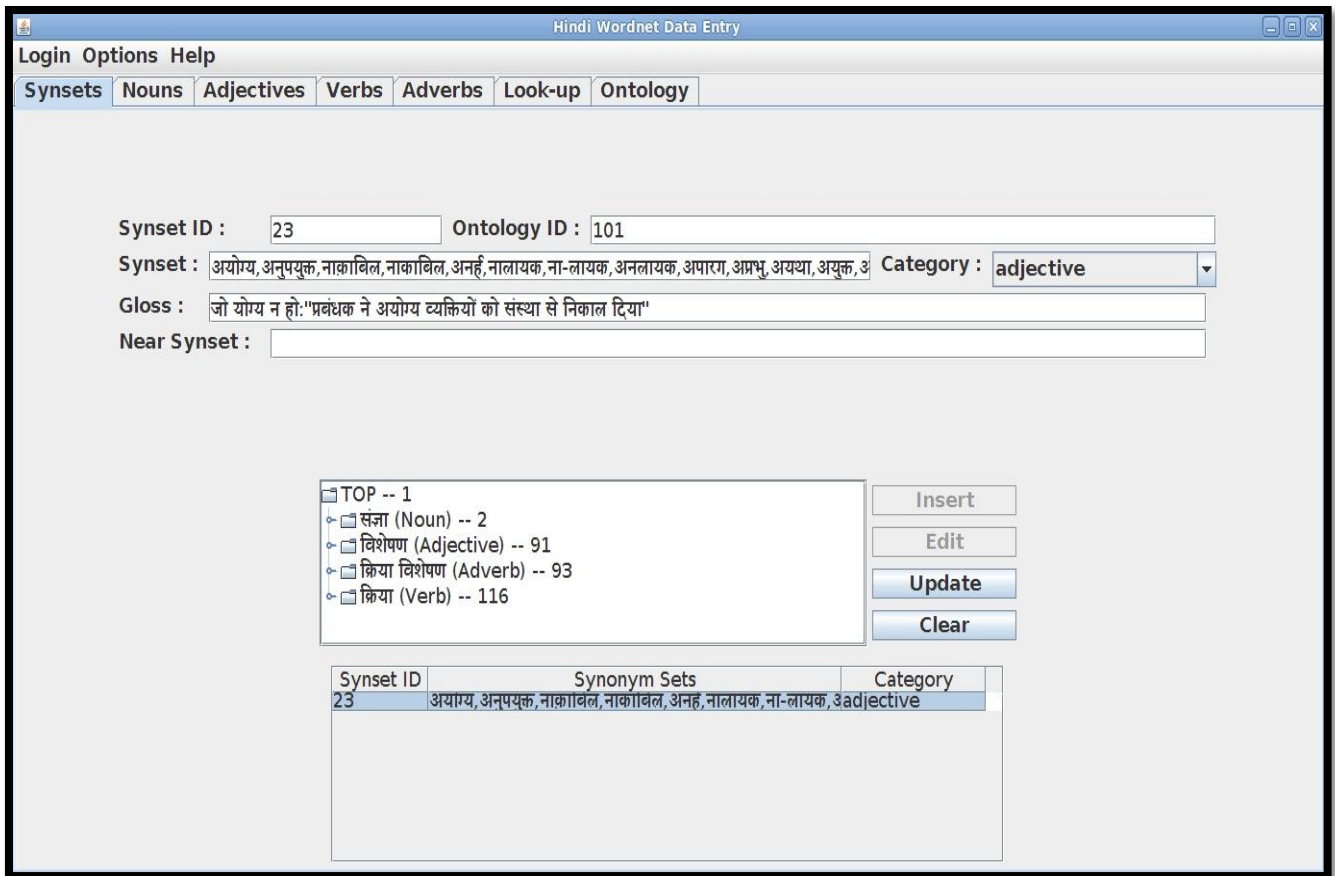 Hindi Wordnet Data Entry
Login Options Help
Synsets Nouns Adjectives Verbs Adverbs Look-up Ontology
Synset ID : 23 Ontology ID : 101
Synset : अयोग्य,अनुपयुक्त,नाक़ाबिल,नाकाबिल,अनर्ह,नालायक,ना-लायक,अनलायक,अपारग,अप्रभु,अयथा,अयुक्त, Category : adjective
Gloss : जो योग्य न हो:"प्रबंधक ने अयोग्य व्यक्तियों को संस्था से निकाल दिया"
Near Synset :
TOP -- 1
संज्ञा (Noun) -- 2
विशेषण (Adjective) -- 91
क्रिया विशेषण (Adverb) -- 93
क्रिया (Verb) -- 116
Insert
Edit
Update
Clear
Synset ID Synonym Sets Category
23 अयोग्य,अनुपयुक्त,नाक़ाबिल,नाकाबिल,अनर्ह,नालायक,ना-लायक, adjective